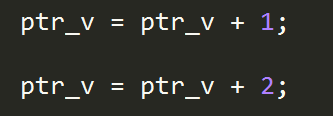 ptr_v = ptr_v + 1;
ptr_v = ptr_v + 2;